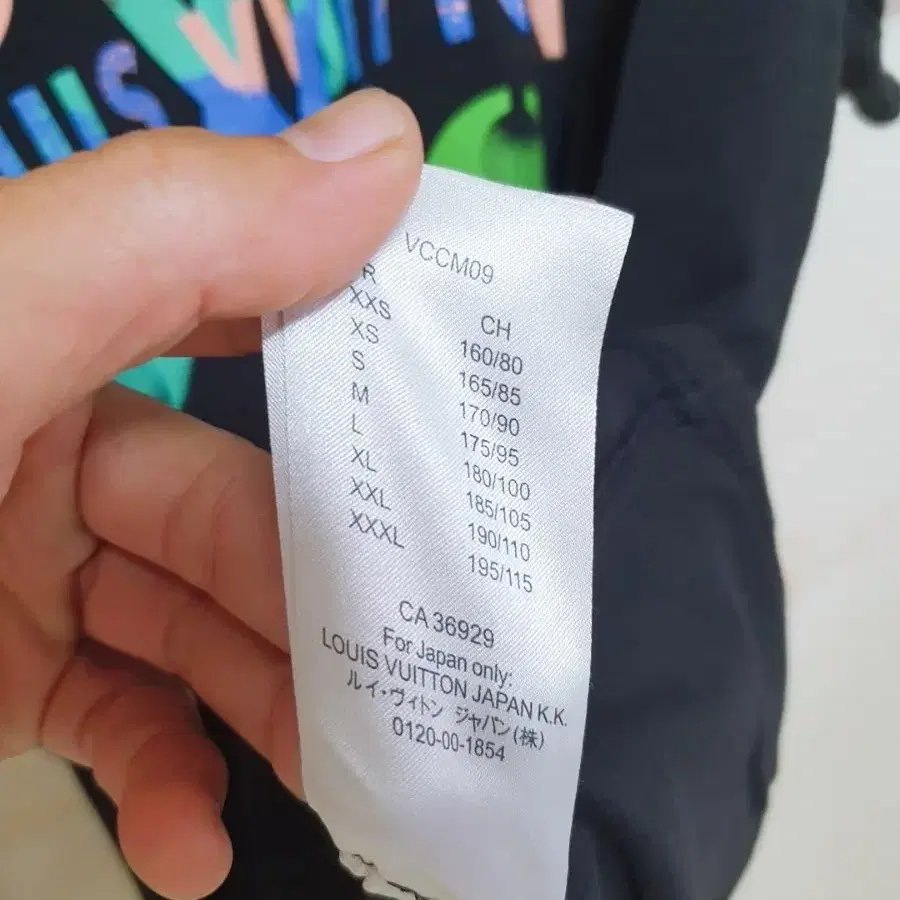 UIS VUITT
VCCM09
R CH
XXS 160/80
XS 165/85
S 170/90
M 175/95
L 180/100
XL 185/105
XXL 190/110
XXXL 195/115
CA 36929
For Japan only:
LOUIS VUITTON JAPAN K.K.
ルイ・ヴィトン ジャパン(株)
0120-00-1854